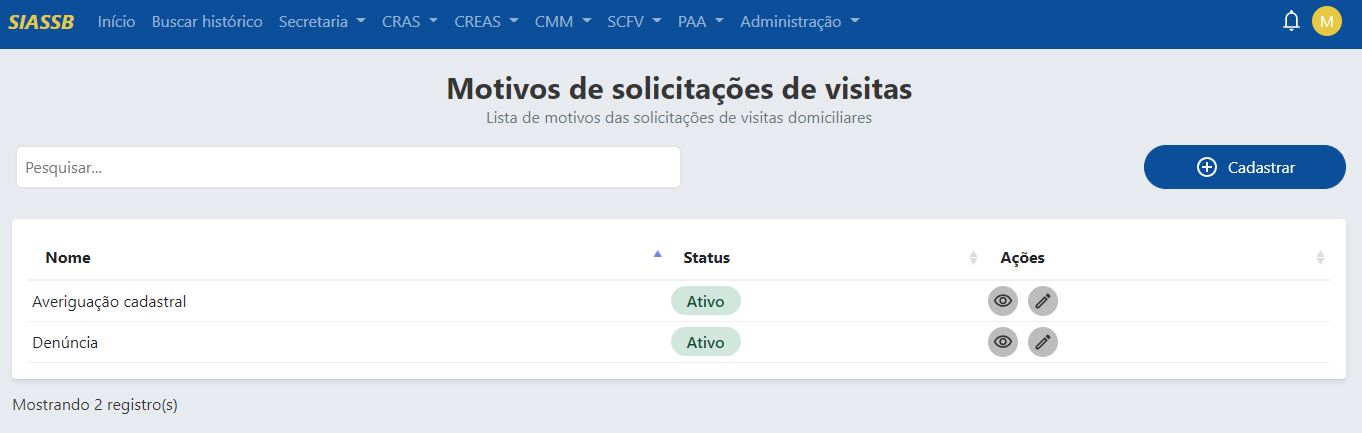 SIASSB Início Buscar histórico Secretaria CRAS CREAS CMM SCFV PAA Administração M
Motivos de solicitações de visitas
Lista de motivos das solicitações de visitas domiciliares
Pesquisar... Cadastrar
Nome Status Ações
Averiguação cadastral Ativo
Denúncia Ativo
Mostrando 2 registro(s)